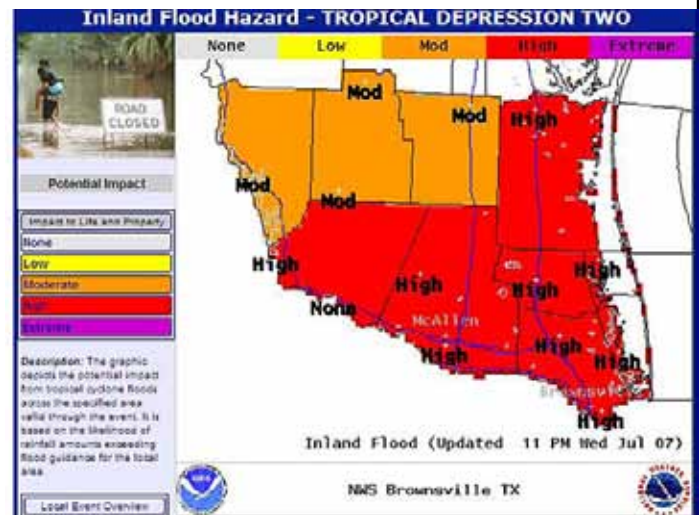 Inland Flood Hazard - TROPICAL DEPRESSION TWO
None Low Mod High Extreme
ROAD
CLOSED
Potential Impact
Impact to Life and Property
None
Low
Moderate
High
Extreme
Description: The graphic
depicts the potential impact
from tropical cyclone floods
across the specified area
valid through the event. It is
based on the likelihood of
rainfall amounts exceeding
flood guidance for the local
area
Local Event Overview
Mod
Mod
High
Mod
Mod
High
High
High
High
None
McAllen
High
High
High
Brownsville
High
Inland Flood (Updated 11 PM Wed Jul 07)
NWS Brownsville TX